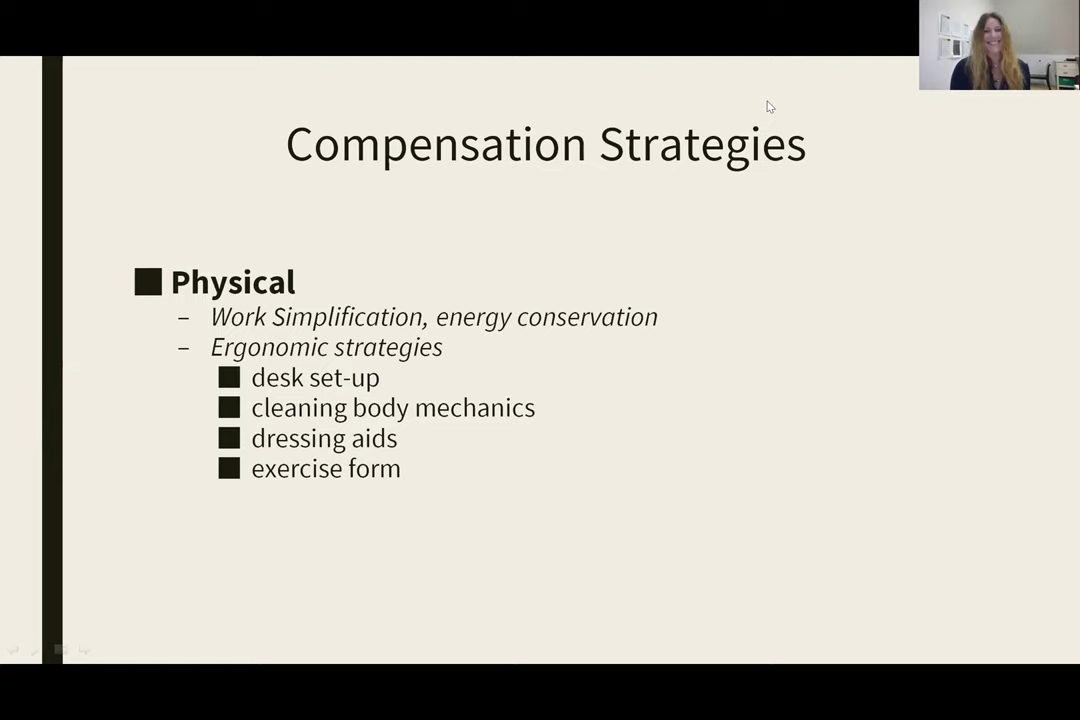 Compensation Strategies
■ Physical
– Work Simplification, energy conservation
– Ergonomic strategies
■ desk set-up
■ cleaning body mechanics
■ dressing aids
■ exercise form